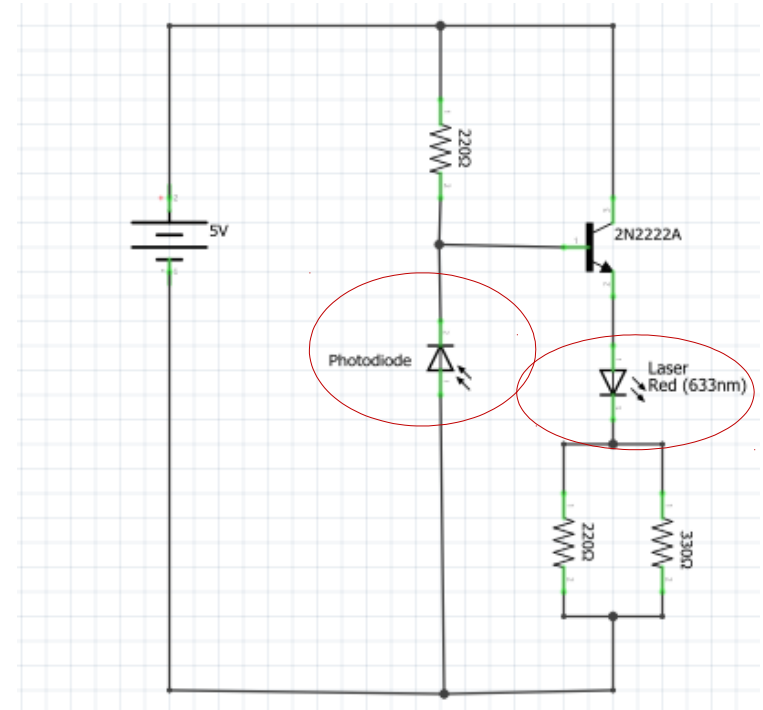 220Ω
5V
2N2222A
Photodiode
Laser
Red (633nm)
220Ω
330Ω